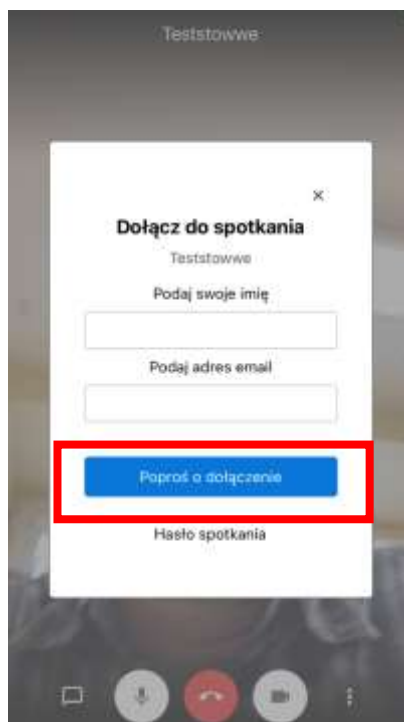 Teststowwe
Dołącz do spotkania
Teststowwe
Podaj swoje imię
Podaj adres email
Poproś o dołączenie
Hasło spotkania